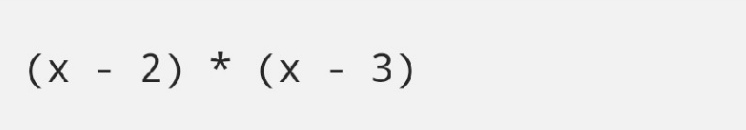 (x - 2) * (x - 3)